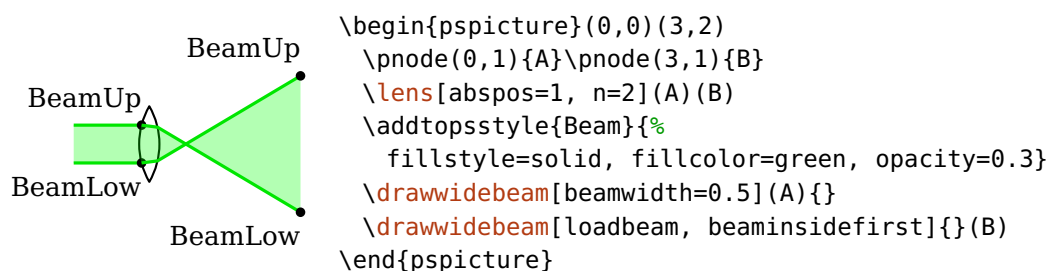 BeamUp
BeamUp
BeamLow
BeamLow
\begin{pspicture}(0,0)(3,2)
\pnode(0,1){A}\pnode(3,1){B}
\lens[abspos=1, n=2](A)(B)
\addtopsstyle{Beam}{%
fillstyle=solid, fillcolor=green, opacity=0.3}
\drawwidebeam[beamwidth=0.5](A){}
\drawwidebeam[loadbeam, beaminsidefirst]{}(B)
\end{pspicture}